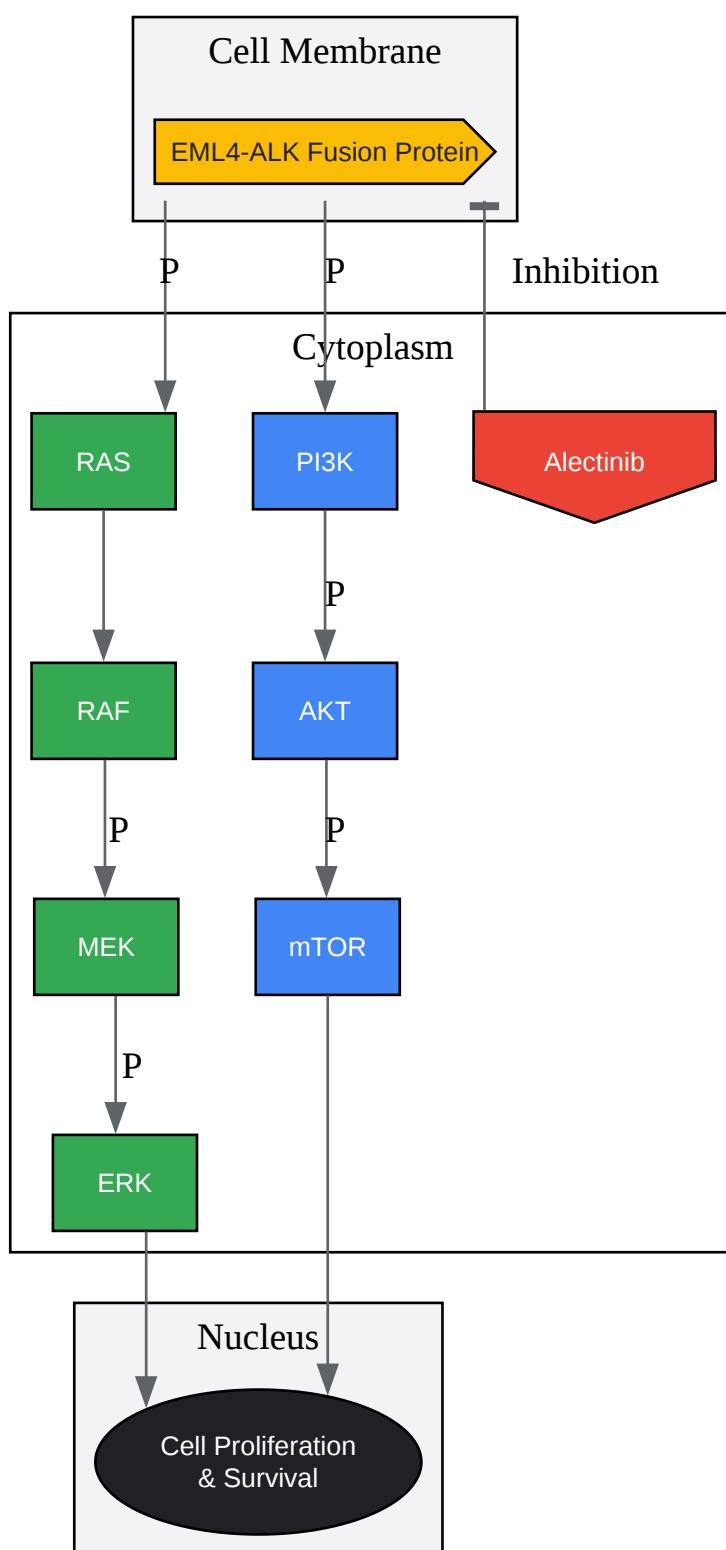 Cell Membrane
EML4-ALK Fusion Protein
P
P
Inhibition
Cytoplasm
RAS
PI3K
Alectinib
P
RAF
AKT
P
P
MEK
mTOR
P
ERK
Nucleus
Cell Proliferation
& Survival